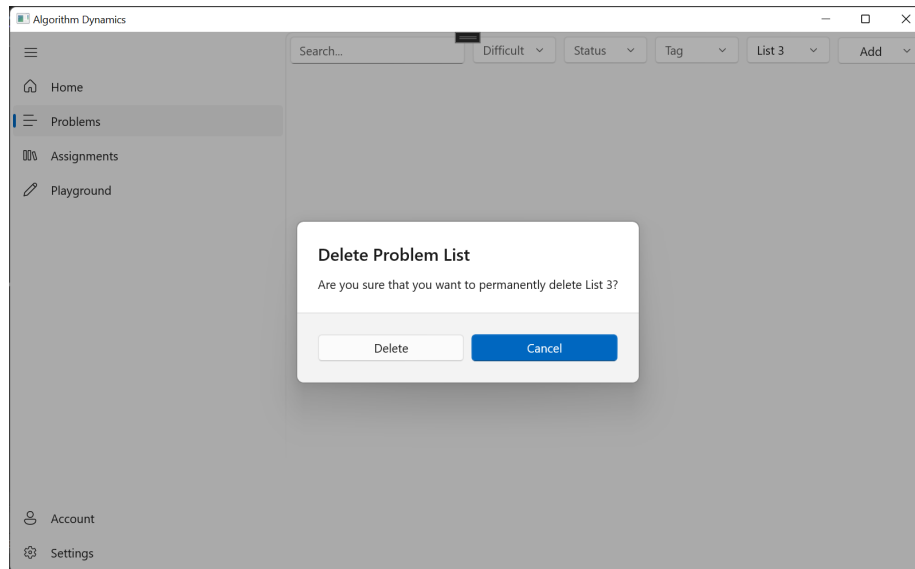 Algorithm Dynamics
Search...
Difficult
Status
Tag
List 3
Add
Home
Problems
Assignments
Playground
Delete Problem List
Are you sure that you want to permanently delete List 3?
Delete
Cancel
Account
Settings